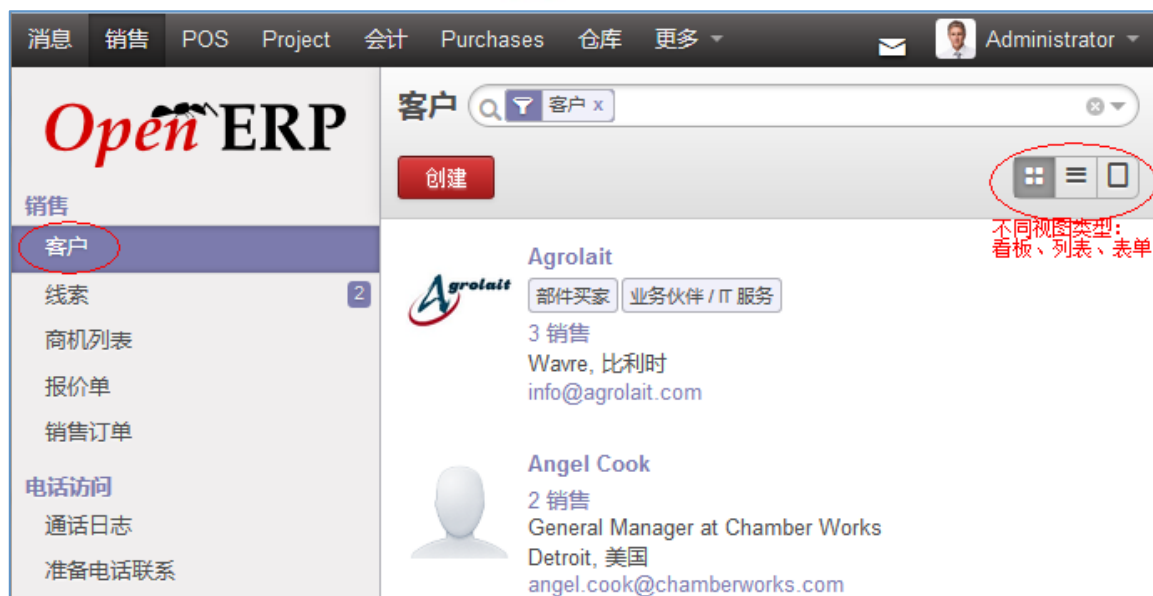 消息 销售 POS Project 会计 Purchases 仓库 更多 Administrator
OpenERP
客户 客户 x
创建
不同视图类型：
看板、列表、表单
销售
客户
线索 2
商机列表
报价单
销售订单
电话访问
通话日志
准备电话联系
Agrolait
Agrolait
部件买家 业务伙伴 / IT 服务
3 销售
Wavre, 比利时
info@agrolait.com
Angel Cook
2 销售
General Manager at Chamber Works
Detroit, 美国
angel.cook@chamberworks.com